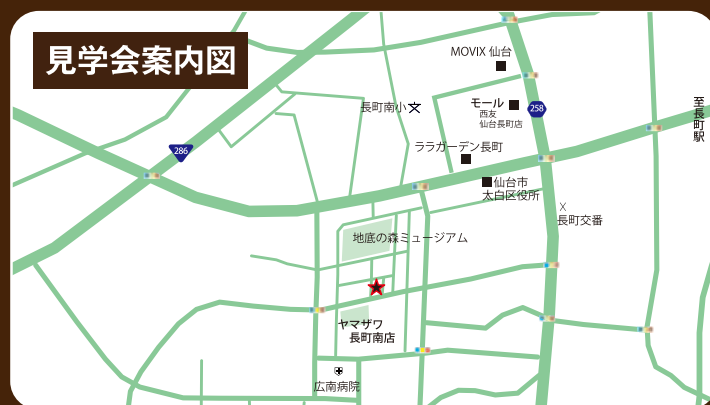 見学会案内図
MOVIX 仙台
長町南小
モール
西友
仙台長町店
258
至長町駅
ララガーデン長町
286
仙台市
太白区役所
X
長町交番
地底の森ミュージアム
ヤマザワ
長町南店
広南病院